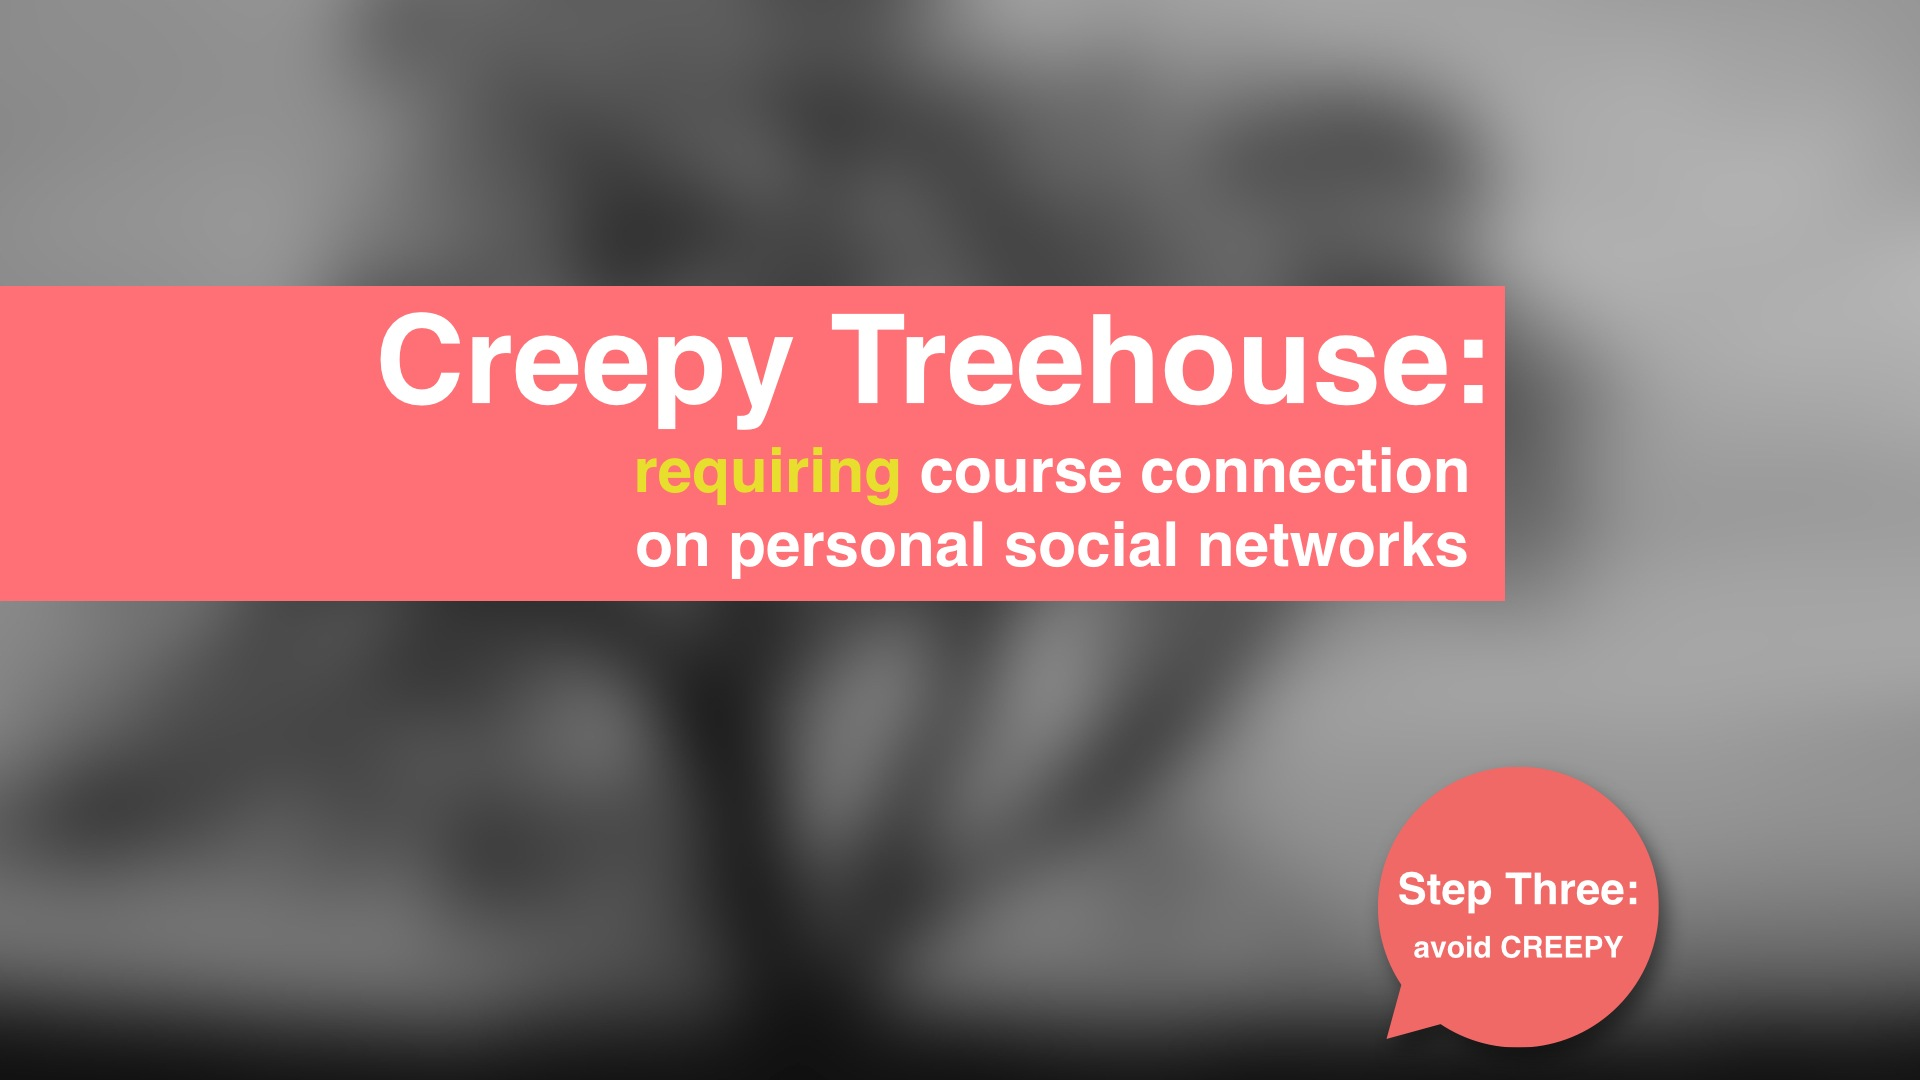 Creepy Treehouse:
requiring course connection
on personal social networks
Step Three:
avoid CREEPY